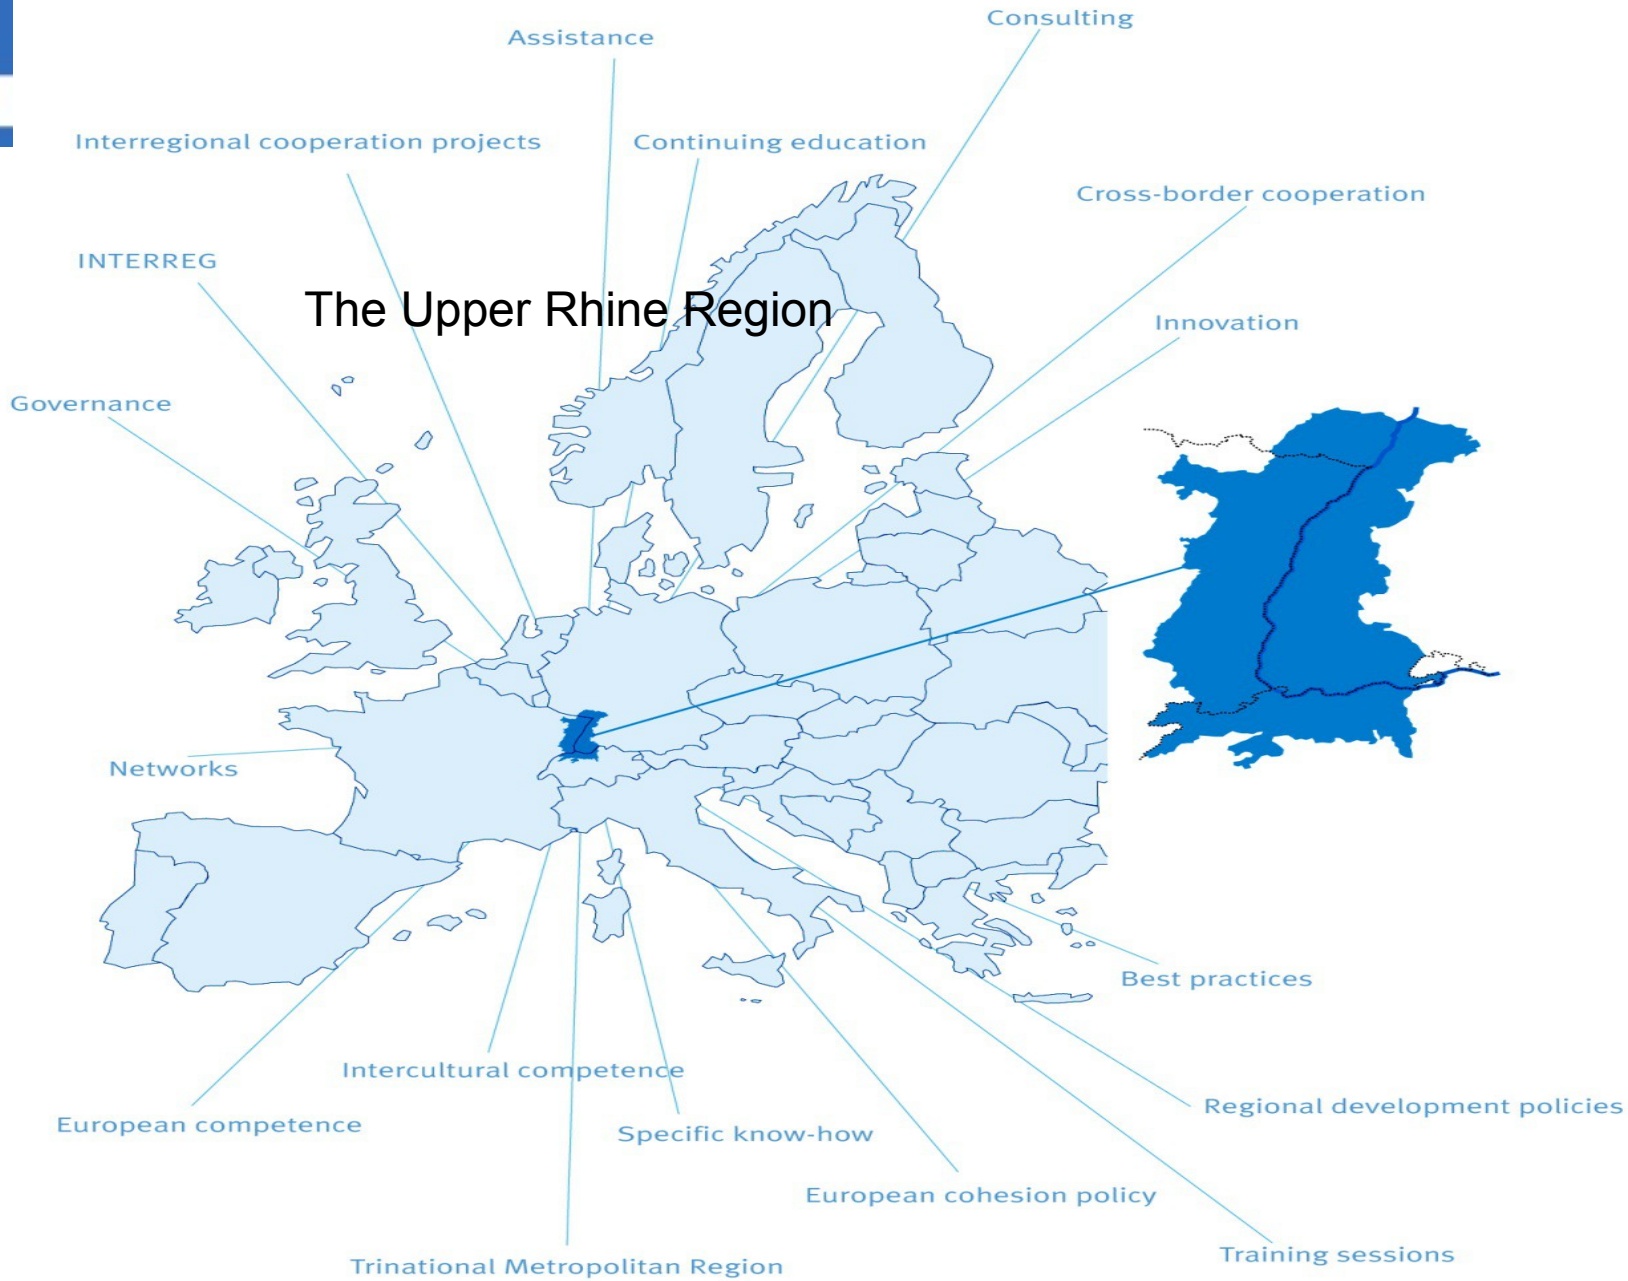 Consulting
Assistance
Interregional cooperation projects
Continuing education
Cross-border cooperation
INTERREG
The Upper Rhine Region
Innovation
Governance
Networks
Best practices
Intercultural competence
Regional development policies
European competence
Specific know-how
European cohesion policy
Training sessions
Trinational Metropolitan Region